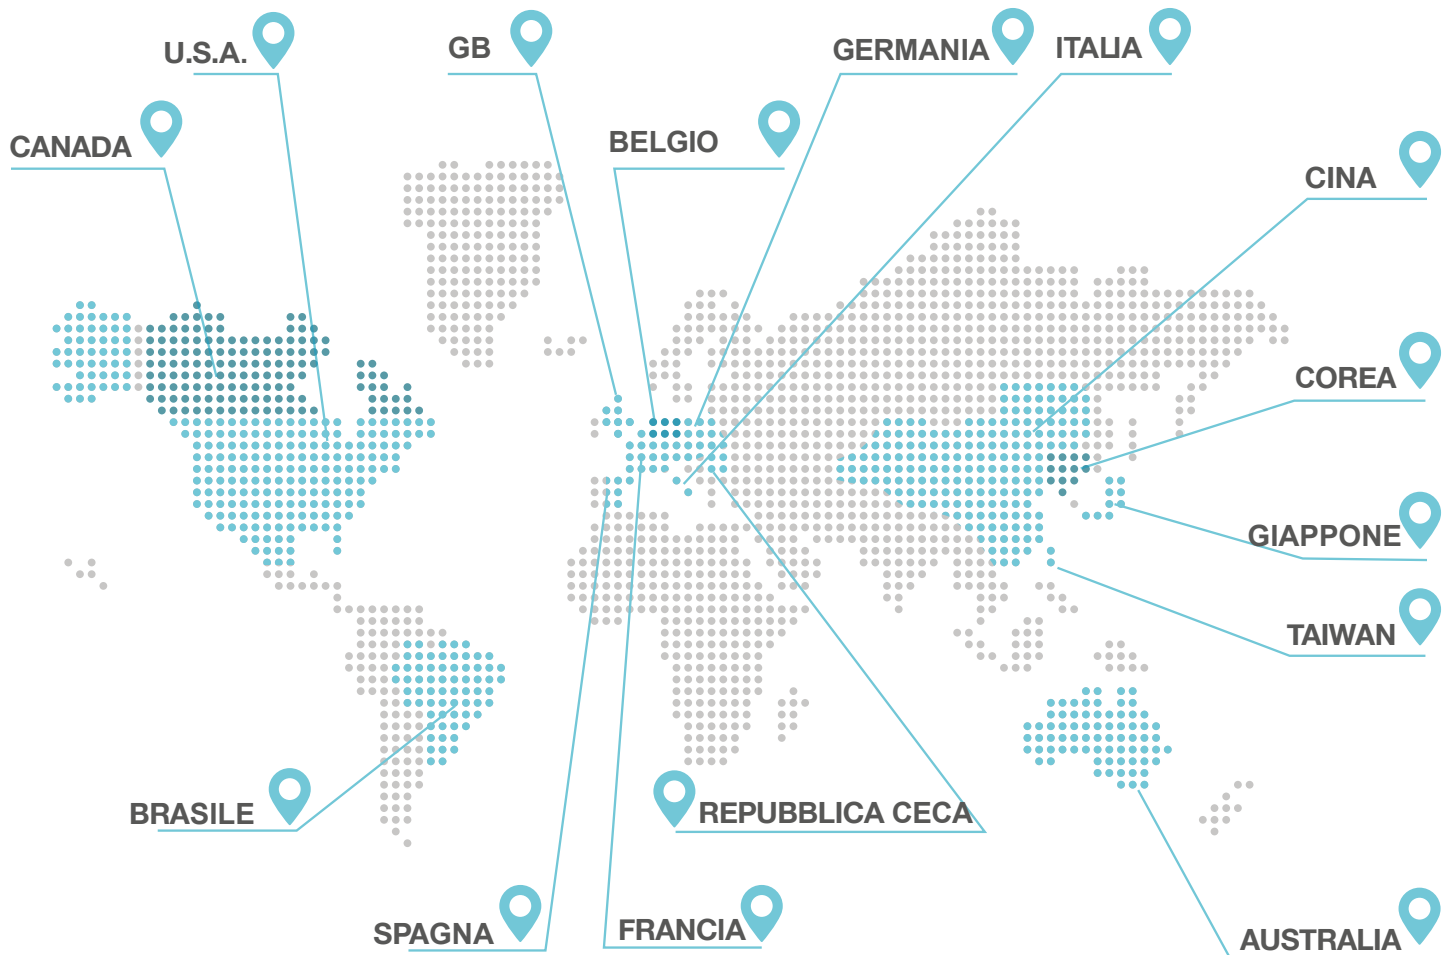 U.S.A.
GB
GERMANIA
ITALIA
CANADA
BELGIO
CINA
COREA
GIAPPONE
TAIWAN
BRASILE
REPUBBLICA CECA
SPAGNA
FRANCIA
AUSTRALIA